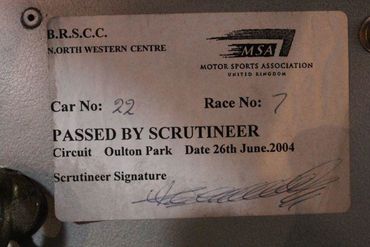 B.R.S.C.C.
NORTH WESTERN CENTRE
MSA
MOTOR SPORTS ASSOCIATION
UNITED KINGDOM
Car No: 22 Race No: 7
PASSED BY SCRUTINEER
Circuit Oulton Park Date 26th June.2004
Scrutineer Signature